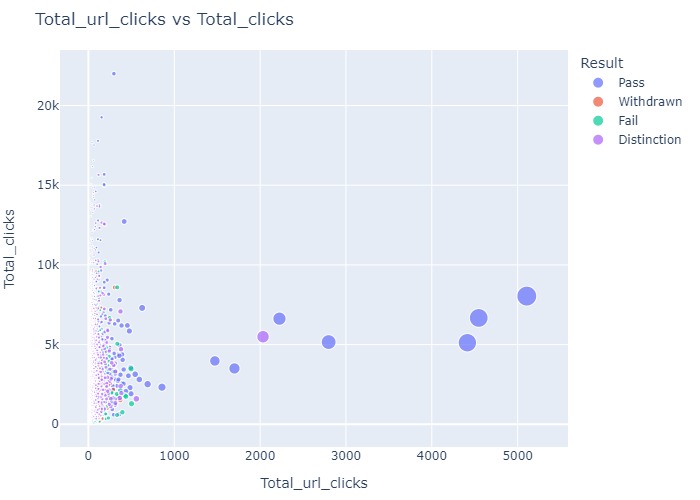 Total_url_clicks vs Total_clicks
Result
Pass
Withdrawn
Fail
Distinction
20k
15k
10k
5k
0
Total_clicks
0 1000 2000 3000 4000 5000
Total_url_clicks